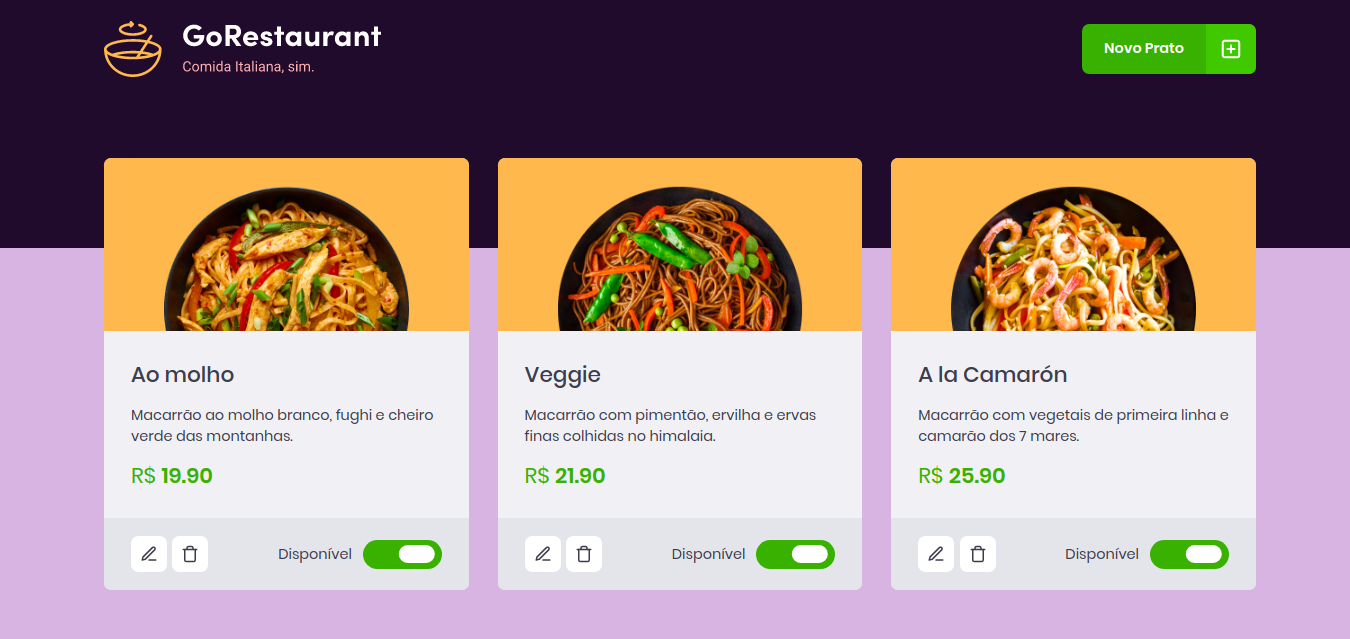 GoRestaurant
Comida Italiana, sim.
Novo Prato
Ao molho
Macarrão ao molho branco, fughi e cheiro
verde das montanhas.
R$ 19.90
Disponível
Veggie
Macarrão com pimentão, ervilha e ervas
finas colhidas no himalaia.
R$ 21.90
Disponível
A la Camarón
Macarrão com vegetais de primeira linha e
camarão dos 7 mares.
R$ 25.90
Disponível